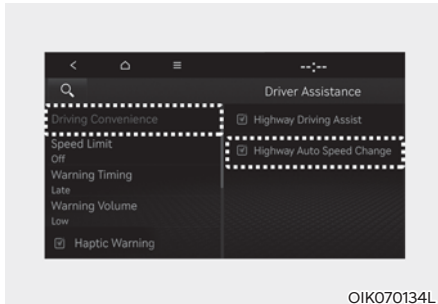 --:--
Driver Assistance
Driving Convenience
Speed Limit
Off
Warning Timing
Late
Warning Volume
Low
Haptic Warning
Highway Driving Assist
Highway Auto Speed Change
OIK070134L